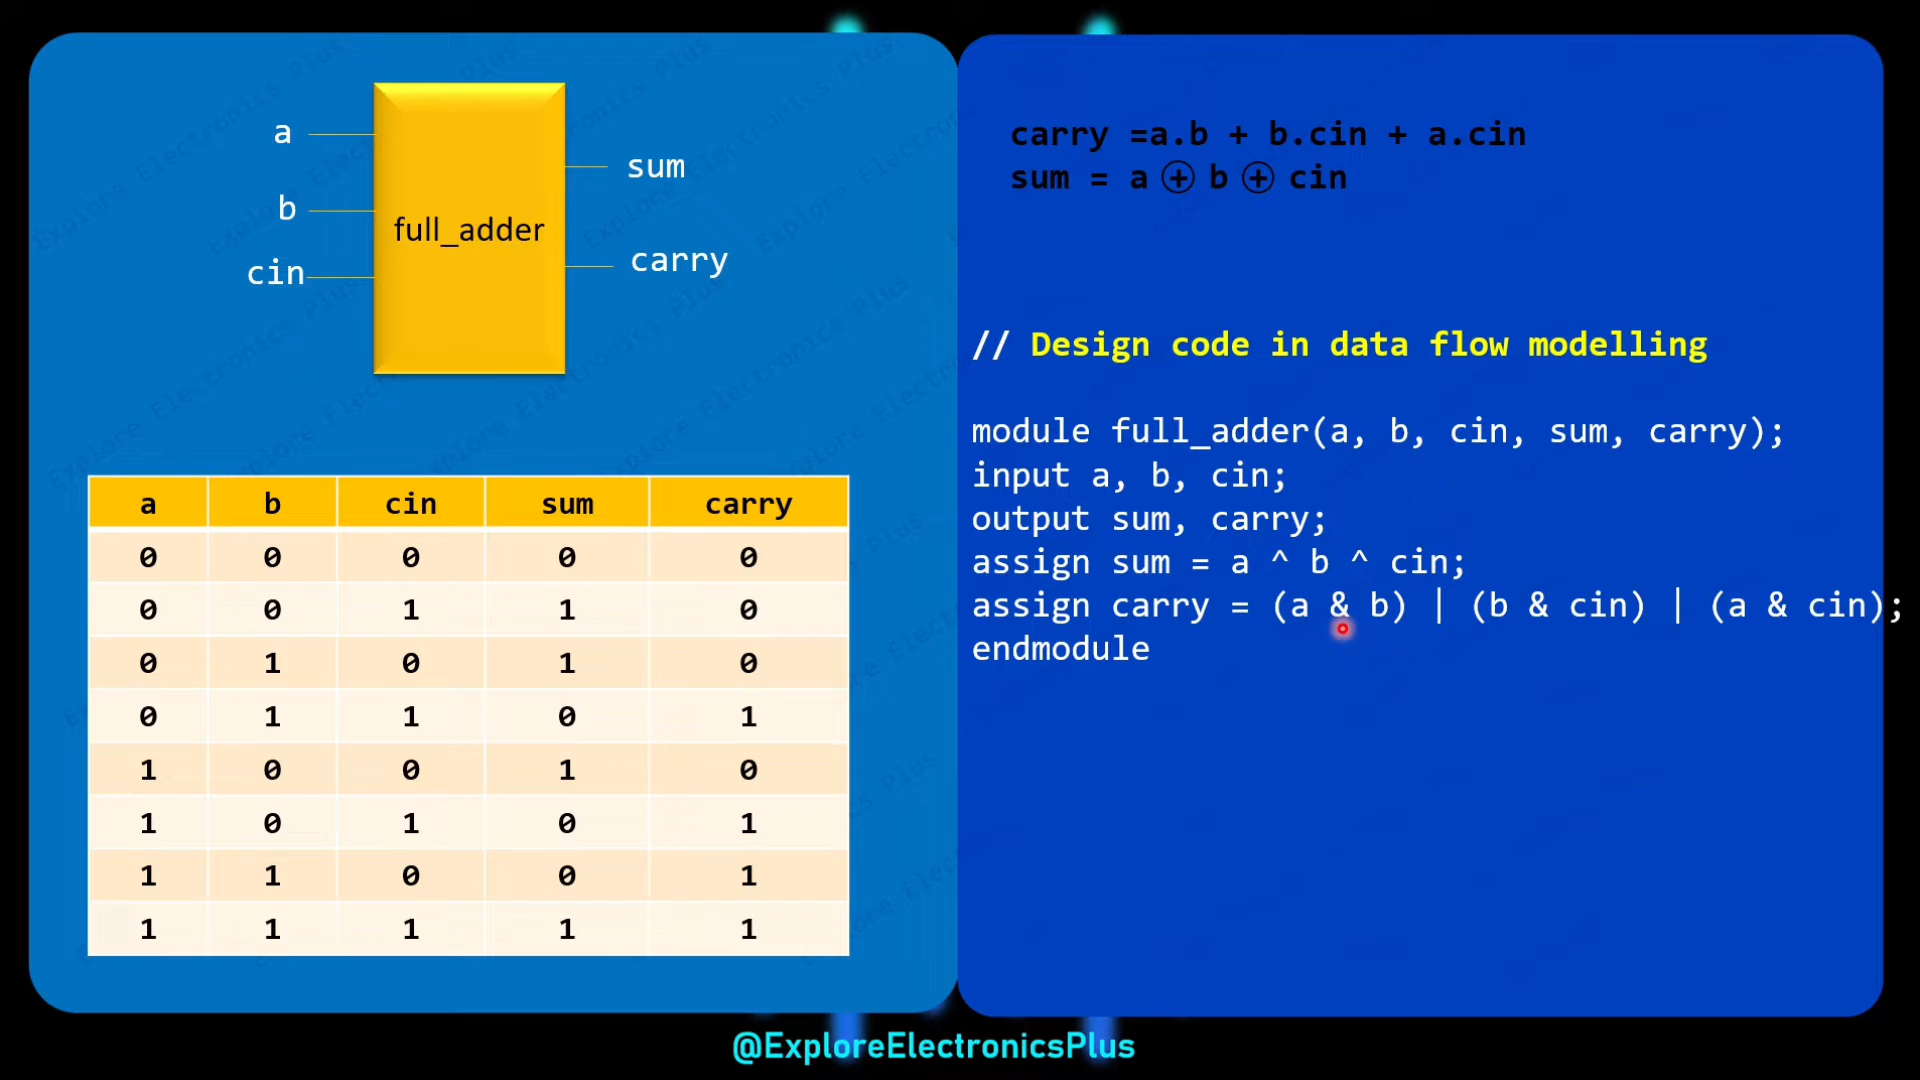 a
b
cin
full_adder
sum
carry
a b cin sum carry
0 0 0 0 0
0 0 1 1 0
0 1 0 1 0
0 1 1 0 1
1 0 0 1 0
1 0 1 0 1
1 1 0 0 1
1 1 1 1 1
carry =a.b + b.cin + a.cin
sum = a ⊕ b ⊕ cin
// Design code in data flow modelling
module full_adder(a, b, cin, sum, carry);
input a, b, cin;
output sum, carry;
assign sum = a ^ b ^ cin;
assign carry = (a & b) | (b & cin) | (a & cin);
endmodule
@ExploreElectronicsPlus
Explore Electronics Plus